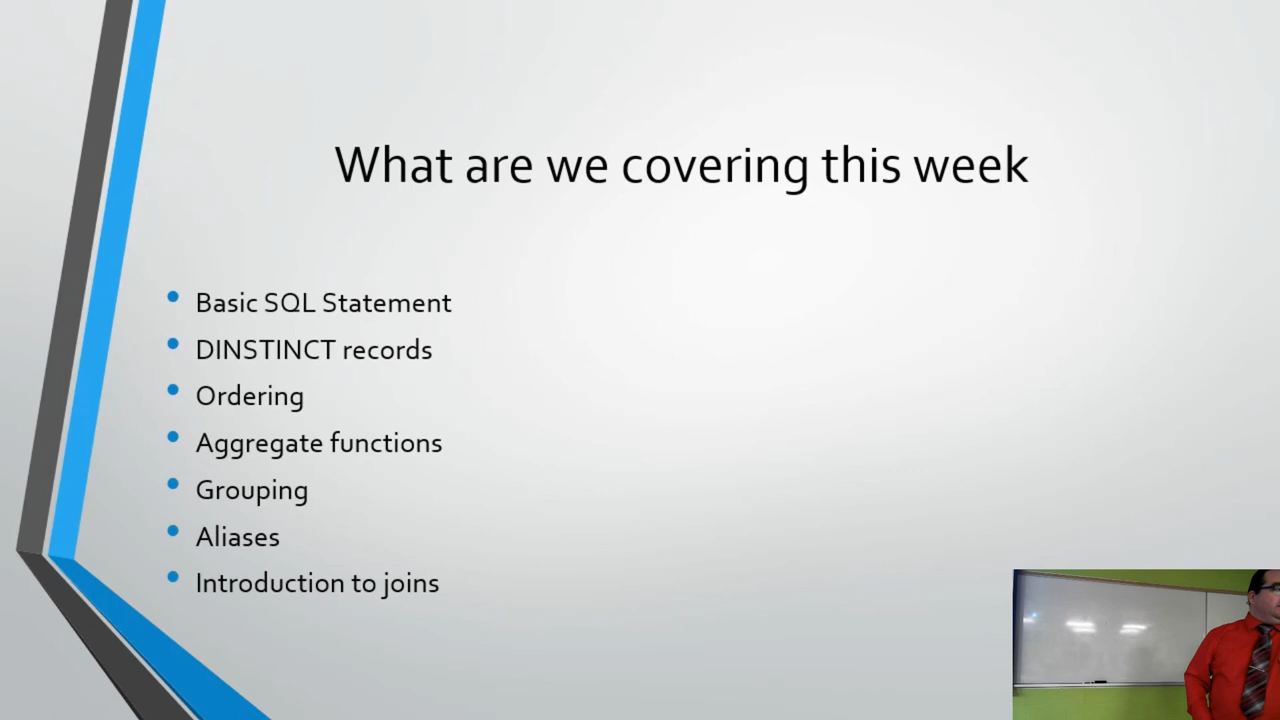 What are we covering this week
Basic SQL Statement
DINSTINCT records
Ordering
Aggregate functions
Grouping
Aliases
Introduction to joins